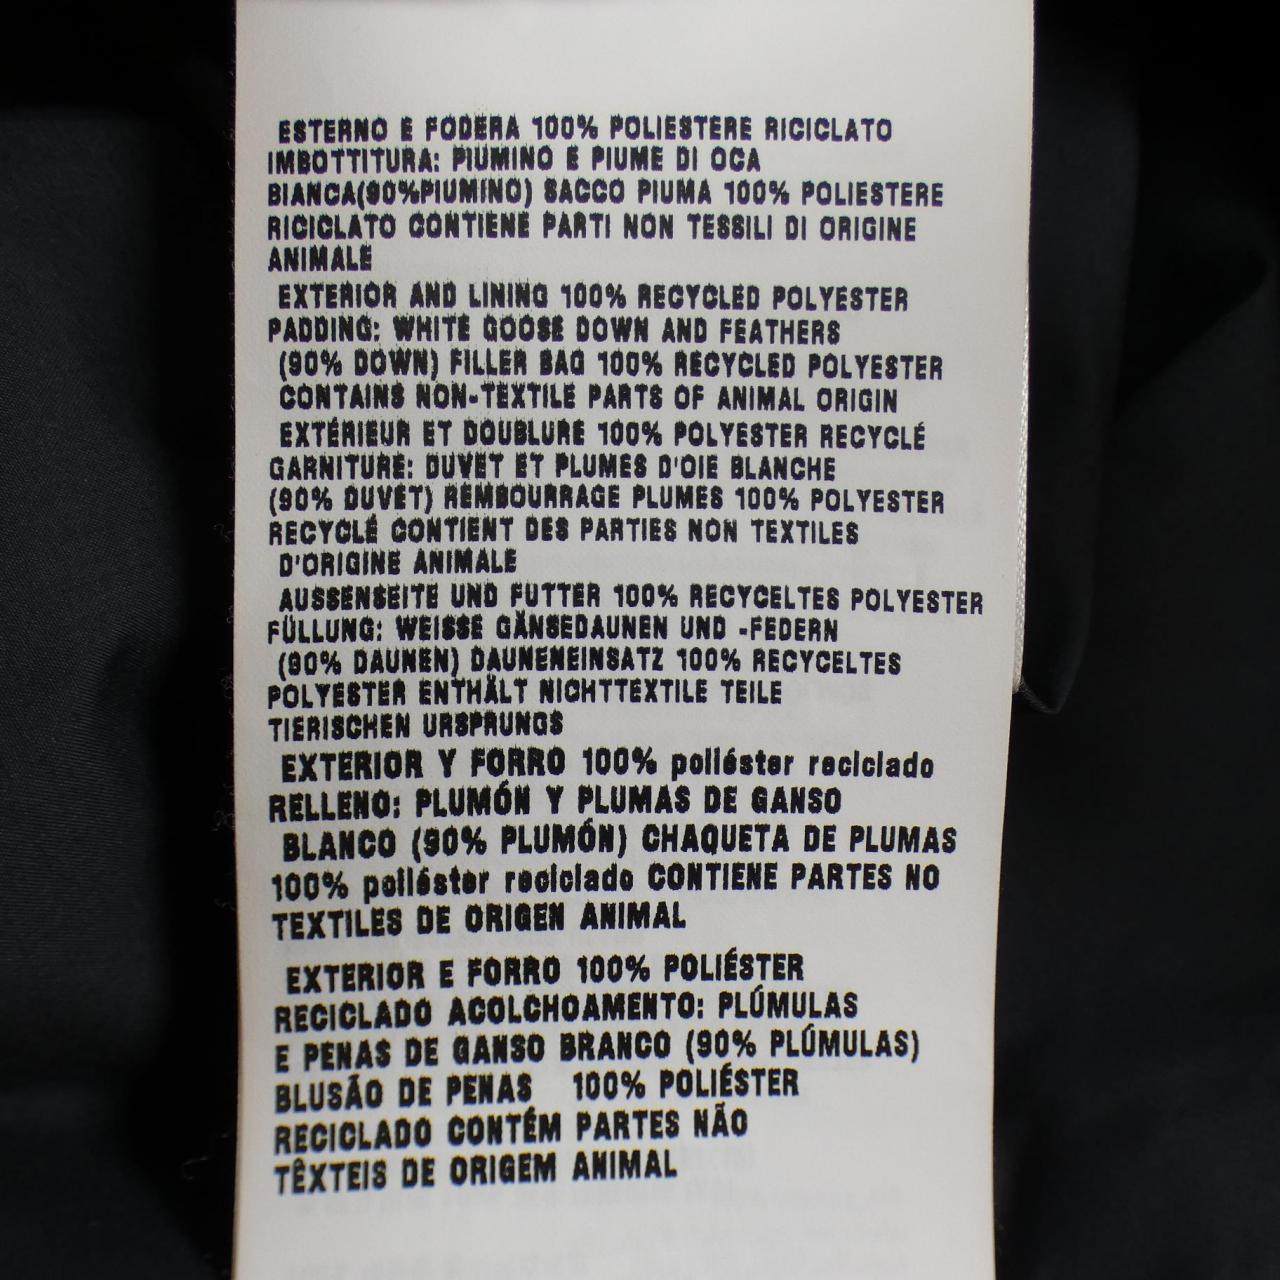 ESTERNO E FODERA 100% POLIESTERE RICICLATO
IMBOTTITURA: PIUMINO E PIUME DI OCA
BIANCA(90%PIUMINO) SACCO PIUMA 100% POLIESTERE
RICICLATO CONTIENE PARTI NON TESSILI DI ORIGINE
ANIMALE
EXTERIOR AND LINING 100% RECYCLED POLYESTER
PADDING: WHITE GOOSE DOWN AND FEATHERS
(90% DOWN) FILLER BAG 100% RECYCLED POLYESTER
CONTAINS NON-TEXTILE PARTS OF ANIMAL ORIGIN
EXTÉRIEUR ET DOUBLURE 100% POLYESTER RECYCLÉ
GARNITURE: DUVET ET PLUMES D'OIE BLANCHE
(90% DUVET) REMBOURRAGE PLUMES 100% POLYESTER
RECYCLÉ CONTIENT DES PARTIES NON TEXTILES
D'ORIGINE ANIMALE
AUSSENSEITE UND FUTTER 100% RECYCELTES POLYESTER
FÜLLUNG: WEISSE GÄNSEDAUNEN UND -FEDERN
(90% DAUNEN) DAUNENEINSATZ 100% RECYCELTES
POLYESTER ENTHÄLT NICHTTEXTILE TEILE
TIERISCHEN URSPRUNGS
EXTERIOR Y FORRO 100% poliéster reciclado
RELLENO: PLUMÓN Y PLUMAS DE GANSO
BLANCO (90% PLUMÓN) CHAQUETA DE PLUMAS
100% poliéster reciclado CONTIENE PARTES NO
TEXTILES DE ORIGEN ANIMAL
EXTERIOR E FORRO 100% POLIÉSTER
RECICLADO ACOLCHOAMENTO: PLÚMULAS
E PENAS DE GANSO BRANCO (90% PLÚMULAS)
BLUSÃO DE PENAS 100% POLIÉSTER
RECICLADO CONTÉM PARTES NÃO
TÊXTEIS DE ORIGEM ANIMAL